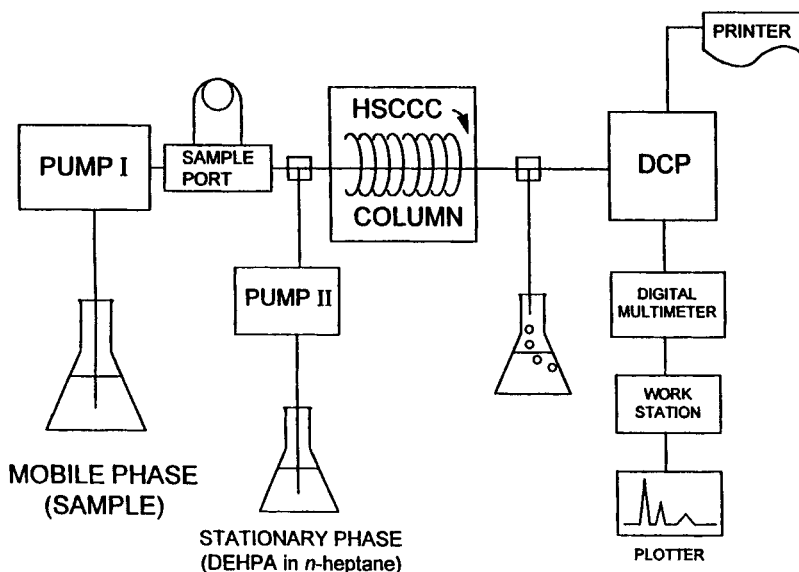 PRINTER
HSCCC
PUMP I
SAMPLE
PORT
DCP
COLUMN
PUMP II
DIGITAL
MULTIMETER
WORK
STATION
MOBILE PHASE
(SAMPLE)
STATIONARY PHASE
(DEHPA in n-heptane)
PLOTTER